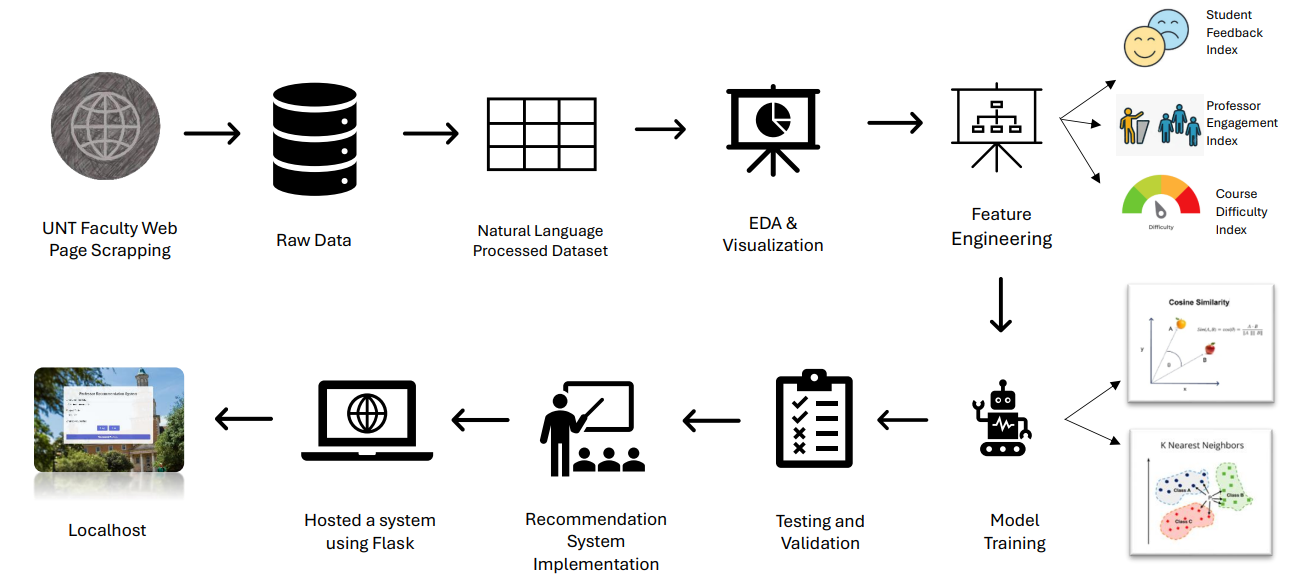 Student
Feedback
Index
Professor
Engagement
Index
Difficulty
Course
Difficulty
Index
UNT Faculty Web
Page Scrapping
Raw Data
Natural Language
Processed Dataset
EDA &
Visualization
Feature
Engineering
Cosine Similarity
A
B
y
θ
x
K Nearest Neighbors
Class A
Class B
Class C
Professor Recommendation System
Localhost
Hosted a system
using Flask
Recommendation
System
Implementation
Testing and
Validation
Model
Training